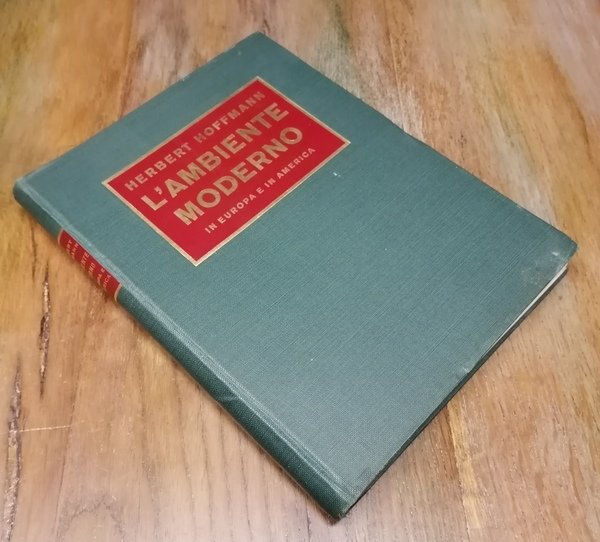 HERBERT HOFFMANN
L'AMBIENTE
MODERNO
IN EUROPA E IN AMERICA